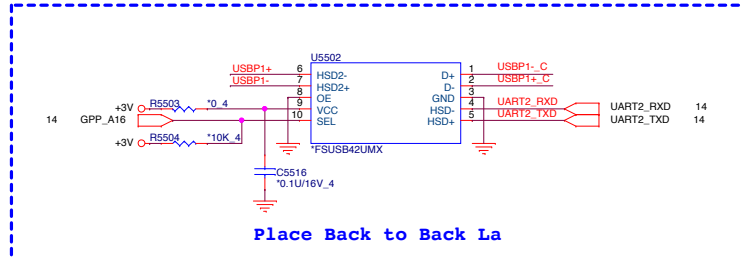 U5502
USBP1+ 6 HSD2- D+ 1 USBP1-_C
USBP1- 7 HSD2+ D- 2 USBP1+_C
8 OE GND 3
+3V R5503 *0_4 9 VCC HSD- 4 UART2_RXD UART2_RXD 14
14 GPP_A16 10 SEL HSD+ 5 UART2_TXD UART2_TXD 14
+3V R5504 *10K_4 *FSUSB42UMX
C5516
*0.1U/16V_4
Place Back to Back La